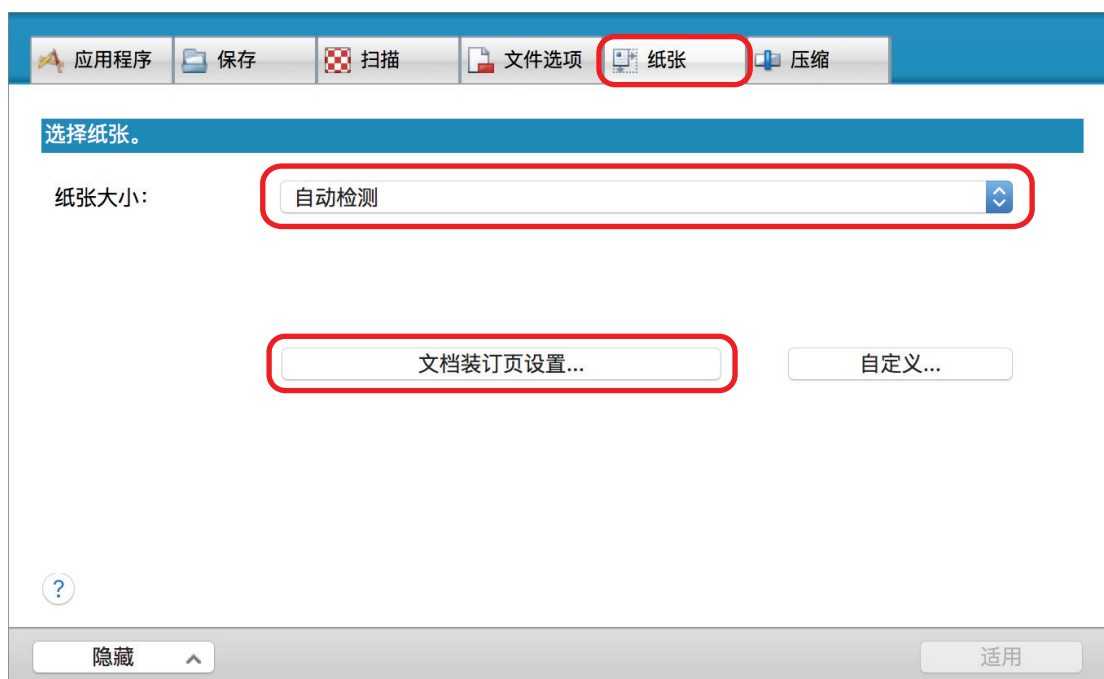 应用程序 保存 扫描 文件选项 纸张 压缩
选择纸张。
纸张大小: 自动检测
文档装订页设置... 自定义...
?
隐藏 适用